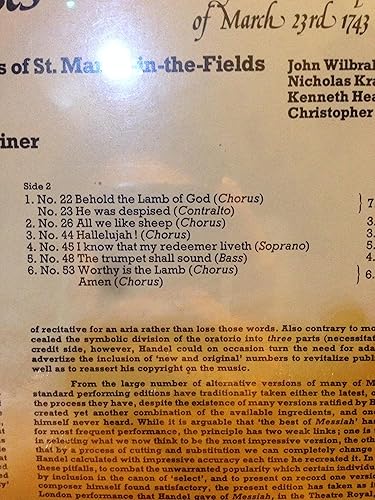 of March 23rd 1743
s of St. Martin-in-the-Fields
John Wilbra
Nicholas Kra
Kenneth Hea
Christopher
iner
Side 2
1. No. 22 Behold the Lamb of God (Chorus)
No. 23 He was despised (Contralto) } 7
2. No. 26 All we like sheep (Chorus) 4.
3. No. 44 Hallelujah! (Chorus) 4.
4. No. 45 I know that my redeemer liveth (Soprano) 5.
5. No. 48 The trumpet shall sound (Bass) 4.
6. No. 53 Worthy is the Lamb (Chorus)
Amen (Chorus) } 6.
of recitative for an aria rather than lose those words. Also contrary to mo
cealed the symbolic division of the oratorio into three parts (necessitat
credit side, however, Handel could on occasion turn the need for ada
advertize the inclusion of 'new and original' numbers to revitalize publi
well as to reassert his copyright on the music.
From the large number of alternative versions of many of M
standard performing editions have traditionally taken either the latest, o
the process they have, despite the existence of many versions ratified by H
created yet another combination of the available ingredients, and one
himself never heard. While it is arguable that 'the best of Messiah' has
for most frequent performance, the principle has two weak links; one is
in selecting what we now think to be the most impressive version, the oth
that by a process of cutting and substitution we can completely change
Handel calculated with impressive accuracy each time he recreated it. In
these pitfalls, to combat the unwarranted popularity which certain individu
by inclusion in the canon of 'select', and to present on record one version
composer himself found satisfactory, the present edition has taken as i
London performance that Handel gave of Messiah, in the Theatre Royal